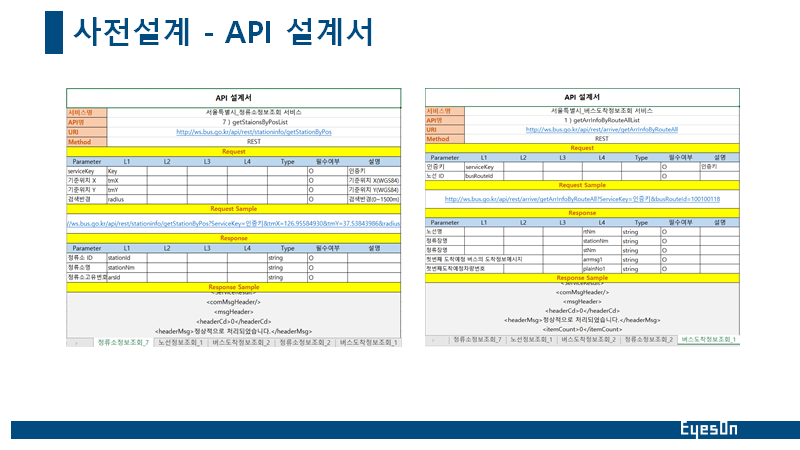 사전설계 - API 설계서
API 설계서
서비스명 서울특별시_정류소정보조회 서비스
API명 7 ) getStaionsByPosList
URI http://ws.bus.go.kr/api/rest/stationinfo/getStationByPos
Method REST
Request
Parameter L1 L2 L3 L4 Type 필수여부 설명
serviceKey Key O 인증키
기준위치 X tmX O 기준위치 X(WGS84)
기준위치 Y tmY O 기준위치 Y(WGS84)
검색반경 radius O 검색반경(0~1500m)
Request Sample
//ws.bus.go.kr/api/rest/stationinfo/getStationByPos?ServiceKey=인증키&tmX=126.95584930&tmY=37.53843986&radius
Response
Parameter L1 L2 L3 L4 Type 필수여부 설명
정류소 ID stationId string O
정류소명 stationNm string O
정류소고유번호 arsId string O
Response Sample
<ServiceResult>
<comMsgHeader/>
<msgHeader>
<headerCd>0</headerCd>
<headerMsg>정상적으로 처리되었습니다.</headerMsg>
정류소정보조회_7 노선정보조회_1 버스도착정보조회_2 정류소정보조회_2 버스도착정보조회_1
API 설계서
서비스명 서울특별시_버스도착정보조회 서비스
API명 1 ) getArrInfoByRouteAllList
URI http://ws.bus.go.kr/api/rest/arrive/getArrInfoByRouteAll
Method REST
Request
Parameter L1 L2 L3 L4 Type 필수여부 설명
인증키 serviceKey O 인증키
노선 ID busRouteId O
Request Sample
http://ws.bus.go.kr/api/rest/arrive/getArrInfoByRouteAll?ServiceKey=인증키&busRouteId=100100118
Response
Parameter L1 L2 L3 L4 Type 필수여부 설명
노선명 rtNm string O
정류장명 stationNm string O
정류장명 stNm string O
첫번째 도착예정 버스의 도착정보메시지 arrmsg1 string O
첫번째도착예정차량번호 plainNo1 string O
Response Sample
<ServiceResult>
<comMsgHeader/>
<msgHeader>
<headerCd>0</headerCd>
<headerMsg>정상적으로 처리되었습니다.</headerMsg>
<itemCount>0</itemCount>
정류소정보조회_7 노선정보조회_1 버스도착정보조회_2 정류소정보조회_2 버스도착정보조회_1
EyesOn